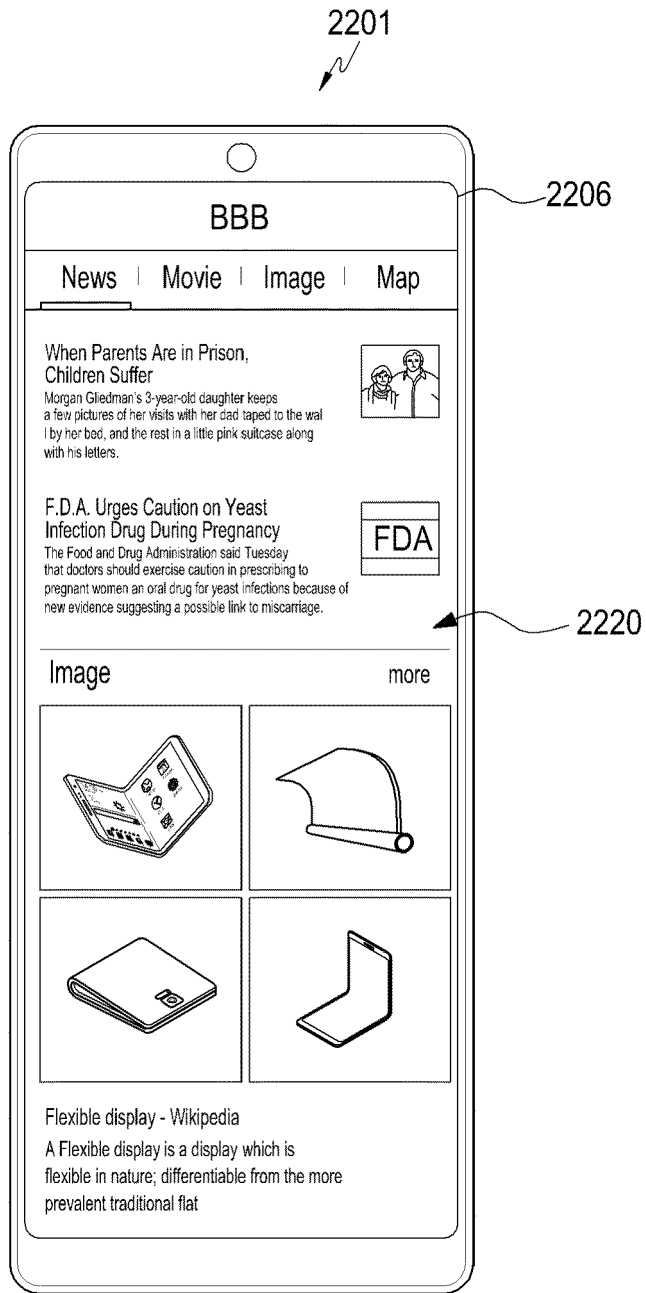 2201
2206
BBB
News | Movie | Image | Map
When Parents Are in Prison,
Children Suffer
Morgan Gliedman's 3-year-old daughter keeps
a few pictures of her visits with her dad taped to the wal
l by her bed, and the rest in a little pink suitcase along
with his letters.
F.D.A. Urges Caution on Yeast
Infection Drug During Pregnancy
The Food and Drug Administration said Tuesday
that doctors should exercise caution in prescribing to
pregnant women an oral drug for yeast infections because of
new evidence suggesting a possible link to miscarriage.
FDA
2220
Image more
Flexible display - Wikipedia
A Flexible display is a display which is
flexible in nature; differentiable from the more
prevalent traditional flat